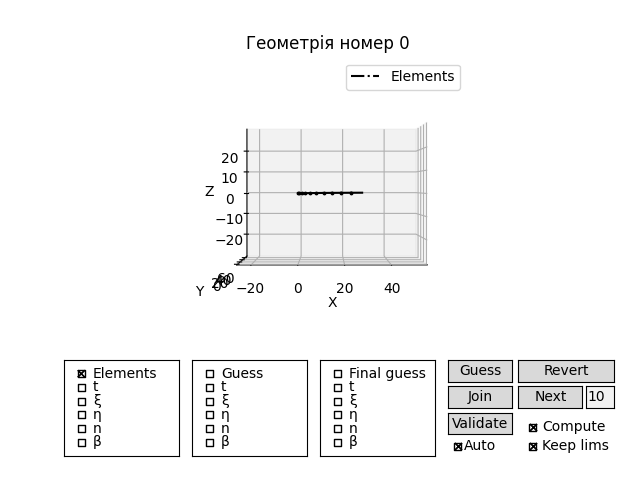 Геометрія номер 0
Elements
20
10
0
−10
−20
Z
Y
−20
0
20
40
X
Elements
t
ξ
η
n
β
Guess
t
ξ
η
n
β
Final guess
t
ξ
η
n
β
Guess
Revert
Join
Next
10
Validate
Compute
Auto
Keep lims